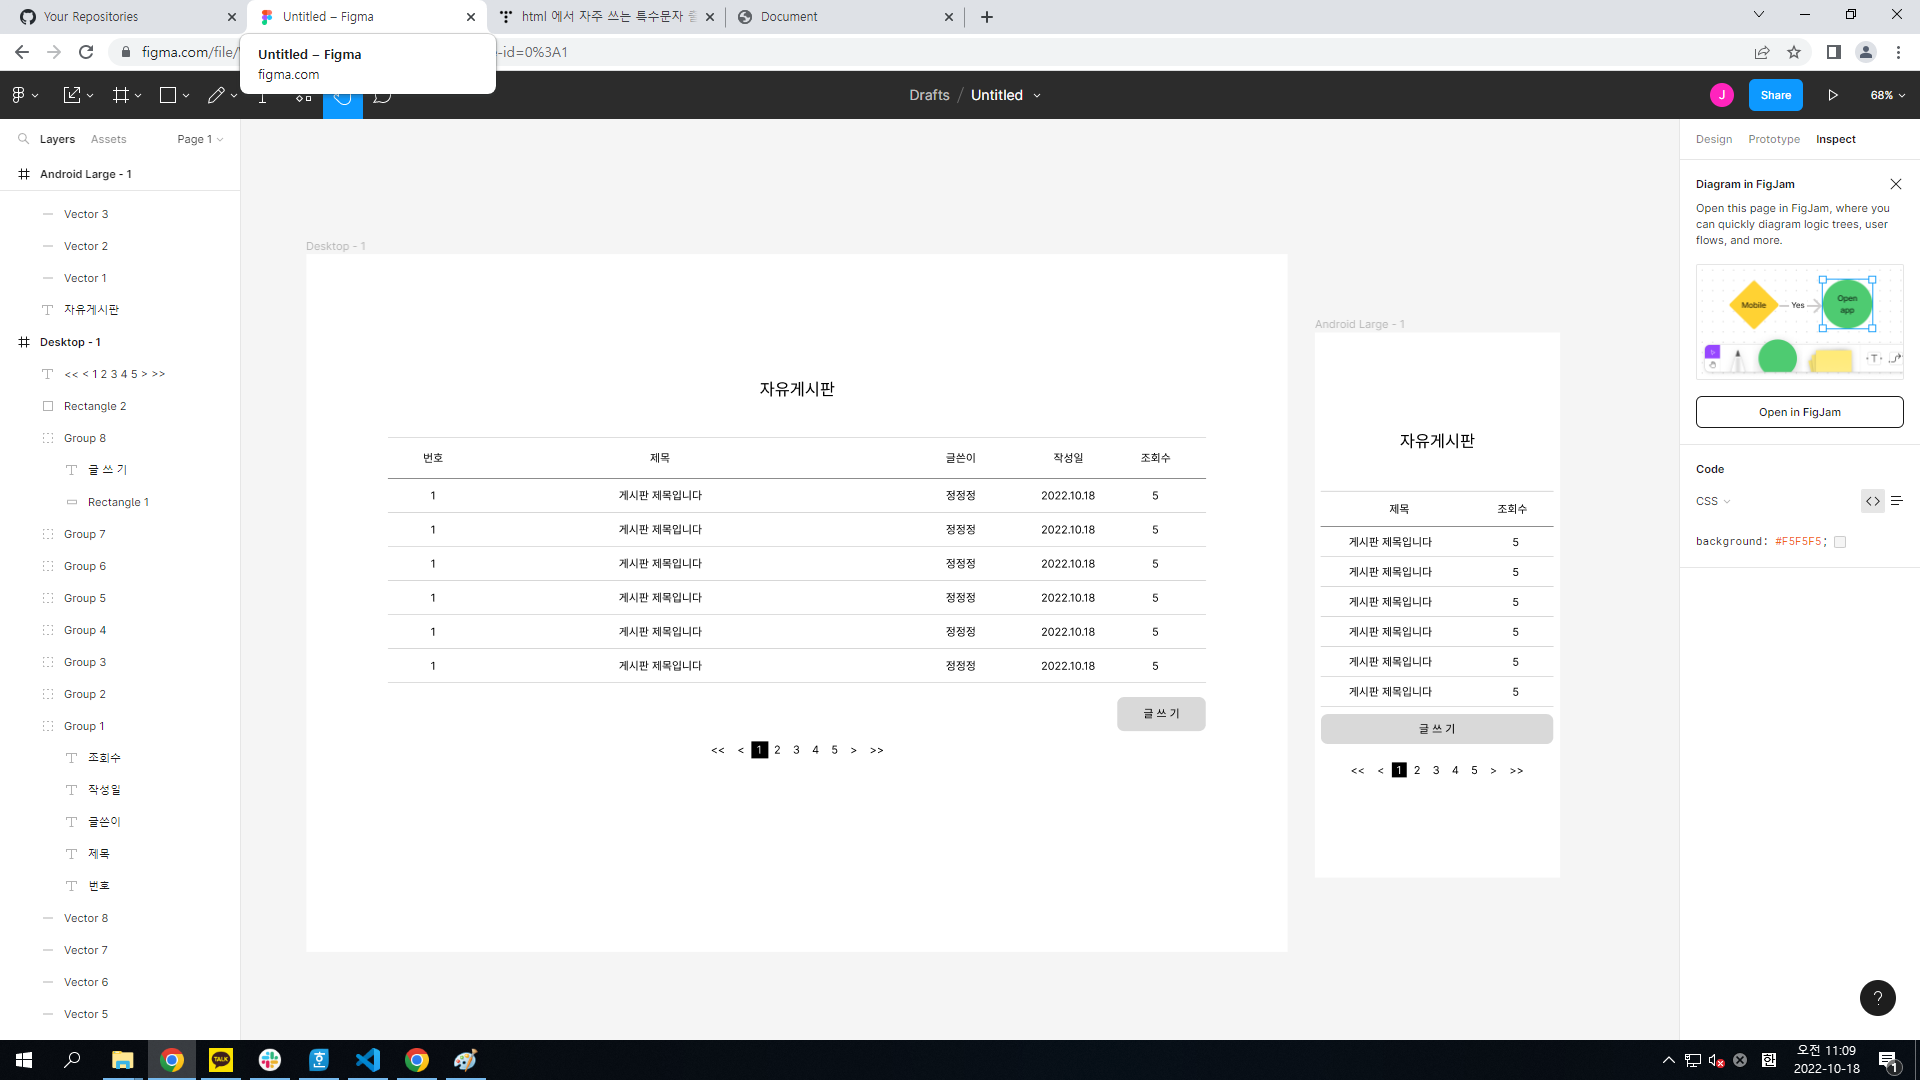 Your Repositories
Untitled – Figma
html 에서 자주 쓰는 특수문자
Document
figma.com/file/
-id=0%3A1
Untitled – Figma
figma.com
Drafts / Untitled
J
Share
68%
Layers
Assets
Page 1
Android Large - 1
Vector 3
Vector 2
Vector 1
자유게시판
Desktop - 1
<< < 1 2 3 4 5 > >>
Rectangle 2
Group 8
글 쓰 기
Rectangle 1
Group 7
Group 6
Group 5
Group 4
Group 3
Group 2
Group 1
조회수
작성일
글쓴이
제목
번호
Vector 8
Vector 7
Vector 6
Vector 5
Desktop - 1
자유게시판
번호 제목 글쓴이 작성일 조회수
1 게시판 제목입니다 정정정 2022.10.18 5
1 게시판 제목입니다 정정정 2022.10.18 5
1 게시판 제목입니다 정정정 2022.10.18 5
1 게시판 제목입니다 정정정 2022.10.18 5
1 게시판 제목입니다 정정정 2022.10.18 5
1 게시판 제목입니다 정정정 2022.10.18 5
글 쓰 기
<< < 1 2 3 4 5 > >>
Android Large - 1
자유게시판
제목 조회수
게시판 제목입니다 5
게시판 제목입니다 5
게시판 제목입니다 5
게시판 제목입니다 5
게시판 제목입니다 5
게시판 제목입니다 5
글 쓰 기
<< < 1 2 3 4 5 > >>
Design
Prototype
Inspect
Diagram in FigJam
Open this page in FigJam, where you
can quickly diagram logic trees, user
flows, and more.
Mobile
Yes
Open
app
T
Open in FigJam
Code
CSS
background: #F5F5F5;
?
TALK
한
오전 11:09
2022-10-18
1